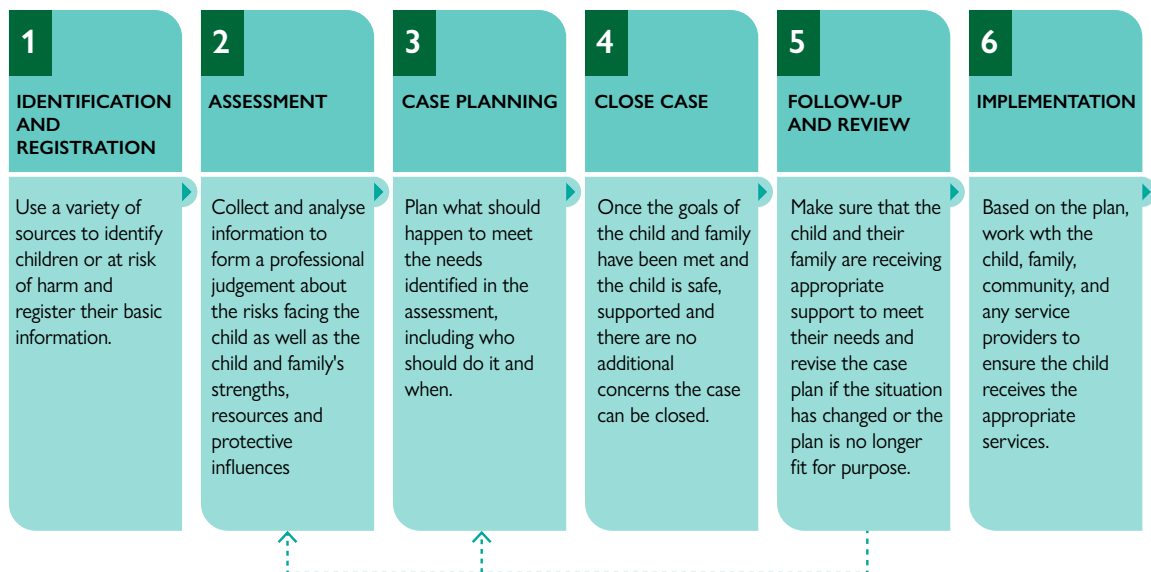 1
IDENTIFICATION
AND
REGISTRATION
Use a variety of
sources to identify
children or at risk
of harm and
register their basic
information.
2
ASSESSMENT
Collect and analyse
information to
form a professional
judgement about
the risks facing the
child as well as the
child and family's
strengths,
resources and
protective
influences
3
CASE PLANNING
Plan what should
happen to meet
the needs
identified in the
assessment,
including who
should do it and
when.
4
CLOSE CASE
Once the goals of
the child and family
have been met and
the child is safe,
supported and
there are no
additional
concerns the case
can be closed.
5
FOLLOW-UP
AND REVIEW
Make sure that the
child and their
family are receiving
appropriate
support to meet
their needs and
revise the case
plan if the situation
has changed or the
plan is no longer
fit for purpose.
6
IMPLEMENTATION
Based on the plan,
work wth the
child, family,
community, and
any service
providers to
ensure the child
receives the
appropriate
services.